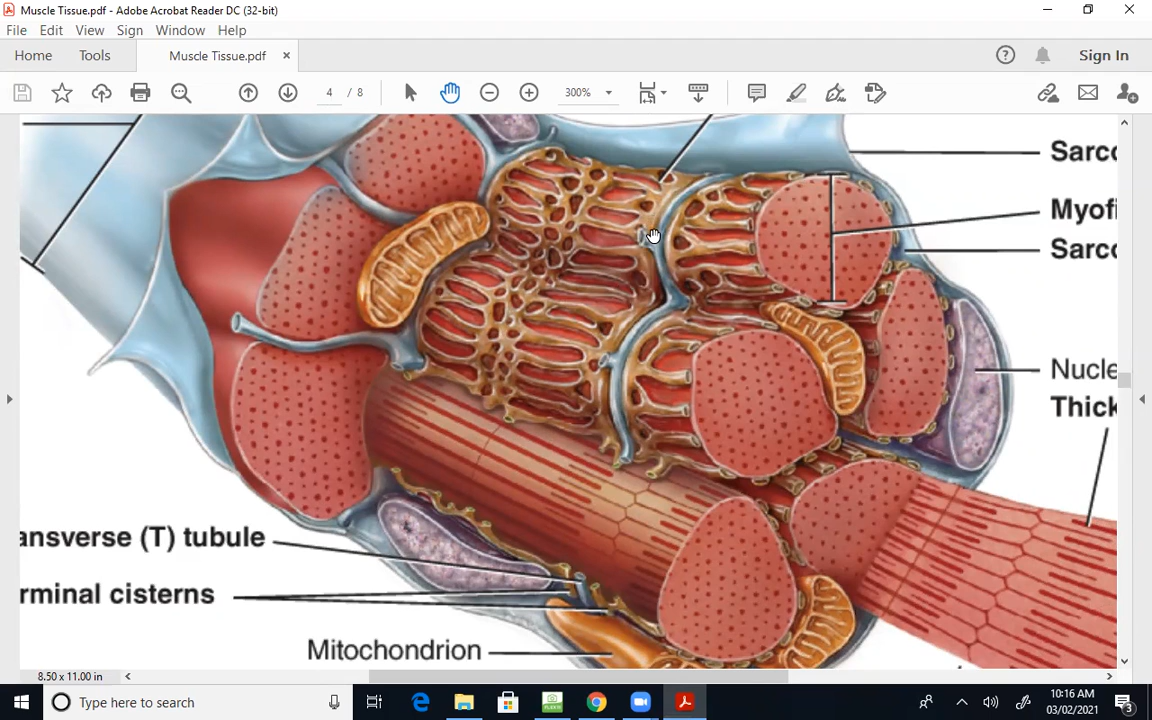 Muscle Tissue.pdf - Adobe Acrobat Reader DC (32-bit)
File Edit View Sign Window Help
Home Tools Muscle Tissue.pdf × Sign In
4 / 8 300%
Sarco
Myofi
Sarco
Nucle
Thick
ansverse (T) tubule
rminal cisterns
Mitochondrion
8.50 x 11.00 in
Type here to search
10:16 AM
03/02/2021
3